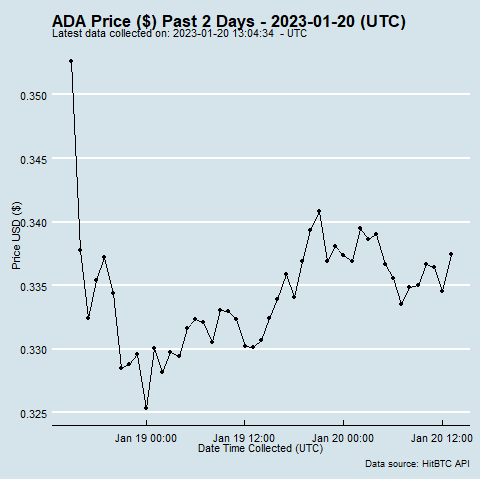 ADA Price ($) Past 2 Days - 2023-01-20 (UTC)
Latest data collected on: 2023-01-20 13:04:34 - UTC
Price USD ($)
0.350
0.345
0.340
0.335
0.330
0.325
Jan 19 00:00 Jan 19 12:00 Jan 20 00:00 Jan 20 12:00
Date Time Collected (UTC)
Data source: HitBTC API